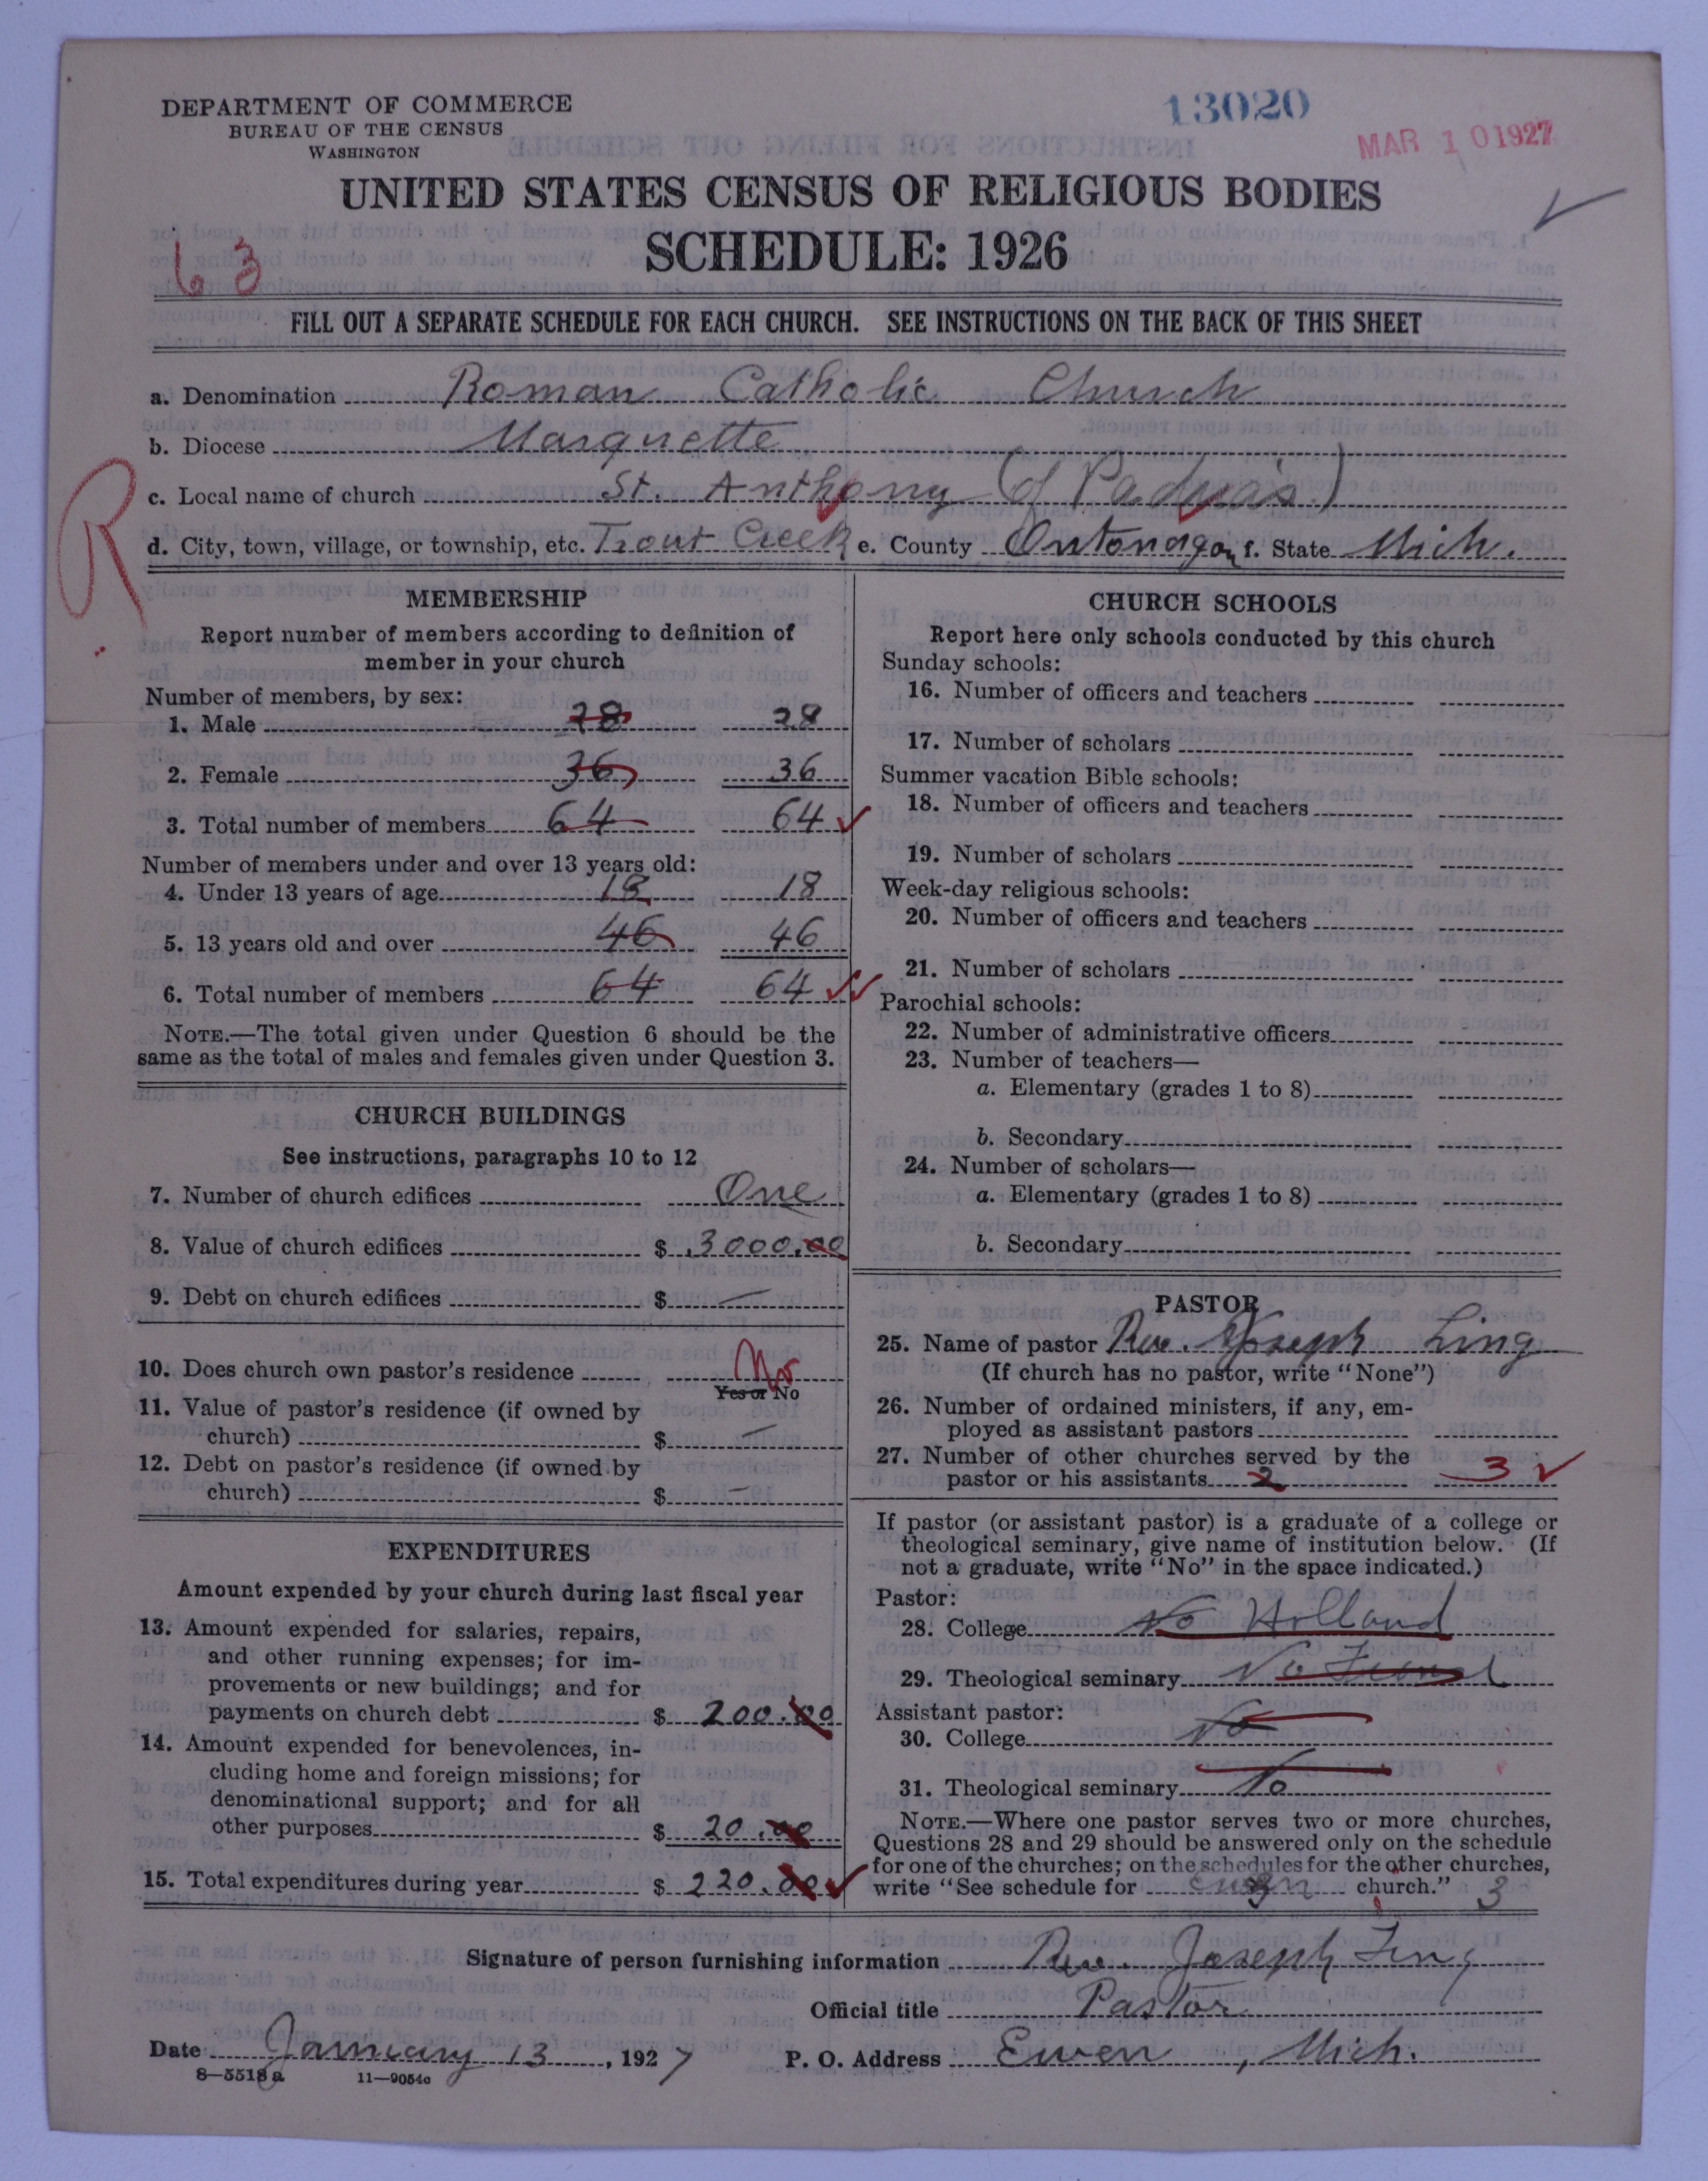 DEPARTMENT OF COMMERCE
BUREAU OF THE CENSUS
WASHINGTON
13020
MAR 10 1927
UNITED STATES CENSUS OF RELIGIOUS BODIES
SCHEDULE: 1926
63
FILL OUT A SEPARATE SCHEDULE FOR EACH CHURCH. SEE INSTRUCTIONS ON THE BACK OF THIS SHEET
a. Denomination Roman Catholic Church
b. Diocese Marquette
c. Local name of church St. Anthony (of Padua's)
R
d. City, town, village, or township, etc. Trout Creek e. County Ontonagon f. State Mich.
MEMBERSHIP
Report number of members according to definition of
member in your church
Number of members, by sex:
1. Male 28 28
2. Female 36 36
3. Total number of members 64 64
Number of members under and over 13 years old:
4. Under 13 years of age 18 18
5. 13 years old and over 46 46
6. Total number of members 64 64
NOTE.—The total given under Question 6 should be the
same as the total of males and females given under Question 3.
CHURCH BUILDINGS
See instructions, paragraphs 10 to 12
7. Number of church edifices One
8. Value of church edifices $ 3000.00
9. Debt on church edifices $ —
10. Does church own pastor's residence No
Yes or No
11. Value of pastor's residence (if owned by
church) $ —
12. Debt on pastor's residence (if owned by
church) $ —
EXPENDITURES
Amount expended by your church during last fiscal year
13. Amount expended for salaries, repairs,
and other running expenses; for im-
provements or new buildings; and for
payments on church debt $ 200.00
14. Amount expended for benevolences, in-
cluding home and foreign missions; for
denominational support; and for all
other purposes $ 20.00
15. Total expenditures during year $ 220.00
CHURCH SCHOOLS
Report here only schools conducted by this church
Sunday schools:
16. Number of officers and teachers
17. Number of scholars
Summer vacation Bible schools:
18. Number of officers and teachers
19. Number of scholars
Week-day religious schools:
20. Number of officers and teachers
21. Number of scholars
Parochial schools:
22. Number of administrative officers
23. Number of teachers—
a. Elementary (grades 1 to 8)
b. Secondary
24. Number of scholars—
a. Elementary (grades 1 to 8)
b. Secondary
PASTOR
25. Name of pastor Rev. Joseph Ling
(If church has no pastor, write "None")
26. Number of ordained ministers, if any, em-
ployed as assistant pastors
27. Number of other churches served by the
pastor or his assistants 2 3
If pastor (or assistant pastor) is a graduate of a college or
theological seminary, give name of institution below. (If
not a graduate, write "No" in the space indicated.)
Pastor:
28. College No Holland
29. Theological seminary No
Assistant pastor:
30. College No
31. Theological seminary No
NOTE.—Where one pastor serves two or more churches,
Questions 28 and 29 should be answered only on the schedule
for one of the churches; on the schedules for the other churches,
write "See schedule for Ewen church." 3
Signature of person furnishing information Rev. Joseph Ling
Official title Pastor
Date January 13, 1927 P. O. Address Ewen, Mich.
8—5518a 11—9054o